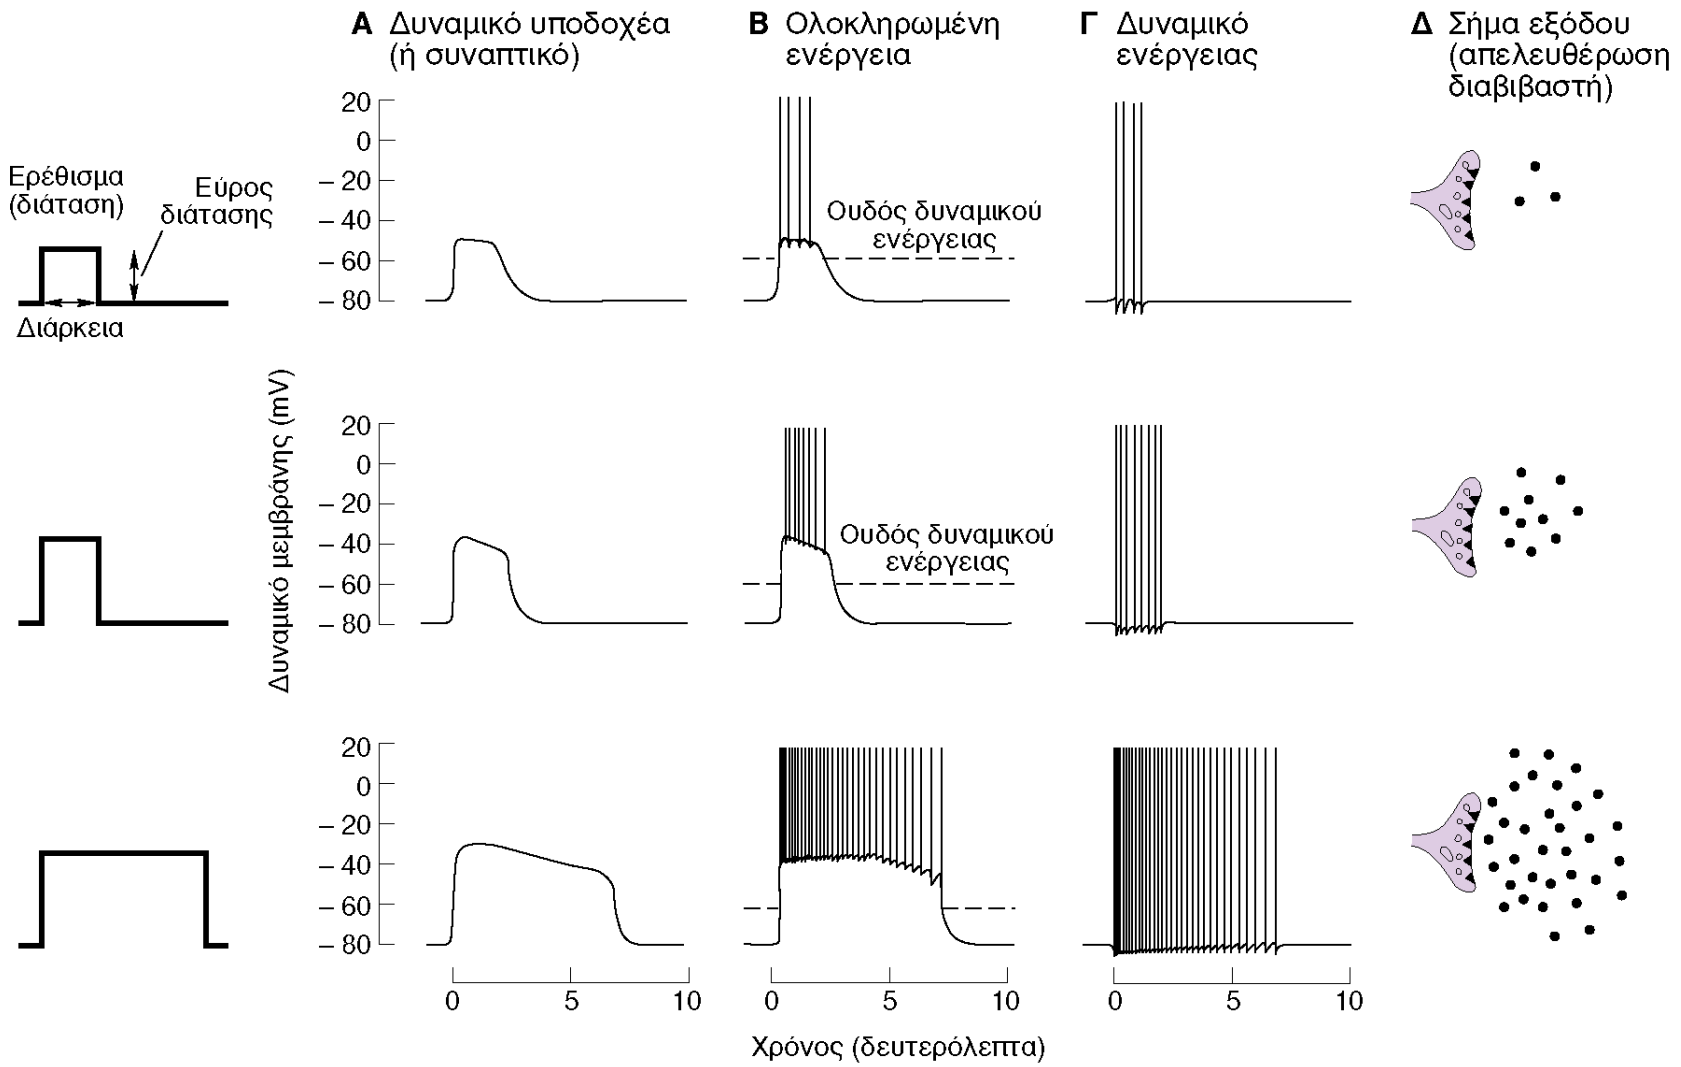 Α Δυναμικό υποδοχέα
(ή συναπτικό)
Β Ολοκληρωμένη
ενέργεια
Γ Δυναμικό
ενέργειας
Δ Σήμα εξόδου
(απελευθέρωση
διαβιβαστή)
Ερέθισμα
(διάταση)
Εύρος
διάτασης
Διάρκεια
20
0
– 20
– 40
– 60
– 80
Ουδός δυναμικού
ενέργειας
Δυναμικό μεμβράνης (mV)
20
0
– 20
– 40
– 60
– 80
Ουδός δυναμικού
ενέργειας
20
0
– 20
– 40
– 60
– 80
0 5 10
0 5 10
0 5 10
Χρόνος (δευτερόλεπτα)